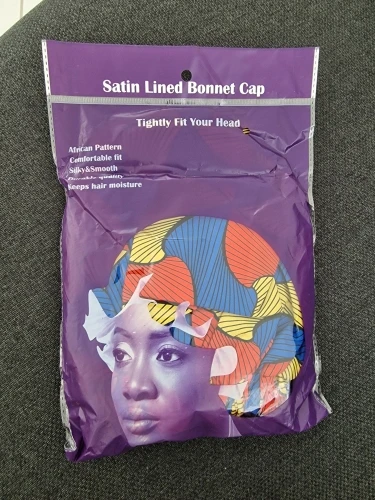 Satin Lined Bonnet Cap
Tightly Fit Your Head
African Pattern
Comfortable fit
Silky&Smooth
Keeps hair moisture